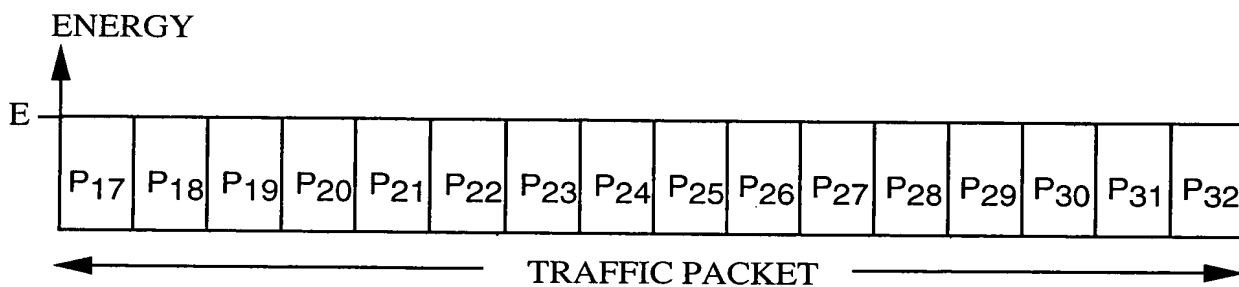 ENERGY
E
P17 P18 P19 P20 P21 P22 P23 P24 P25 P26 P27 P28 P29 P30 P31 P32
TRAFFIC PACKET